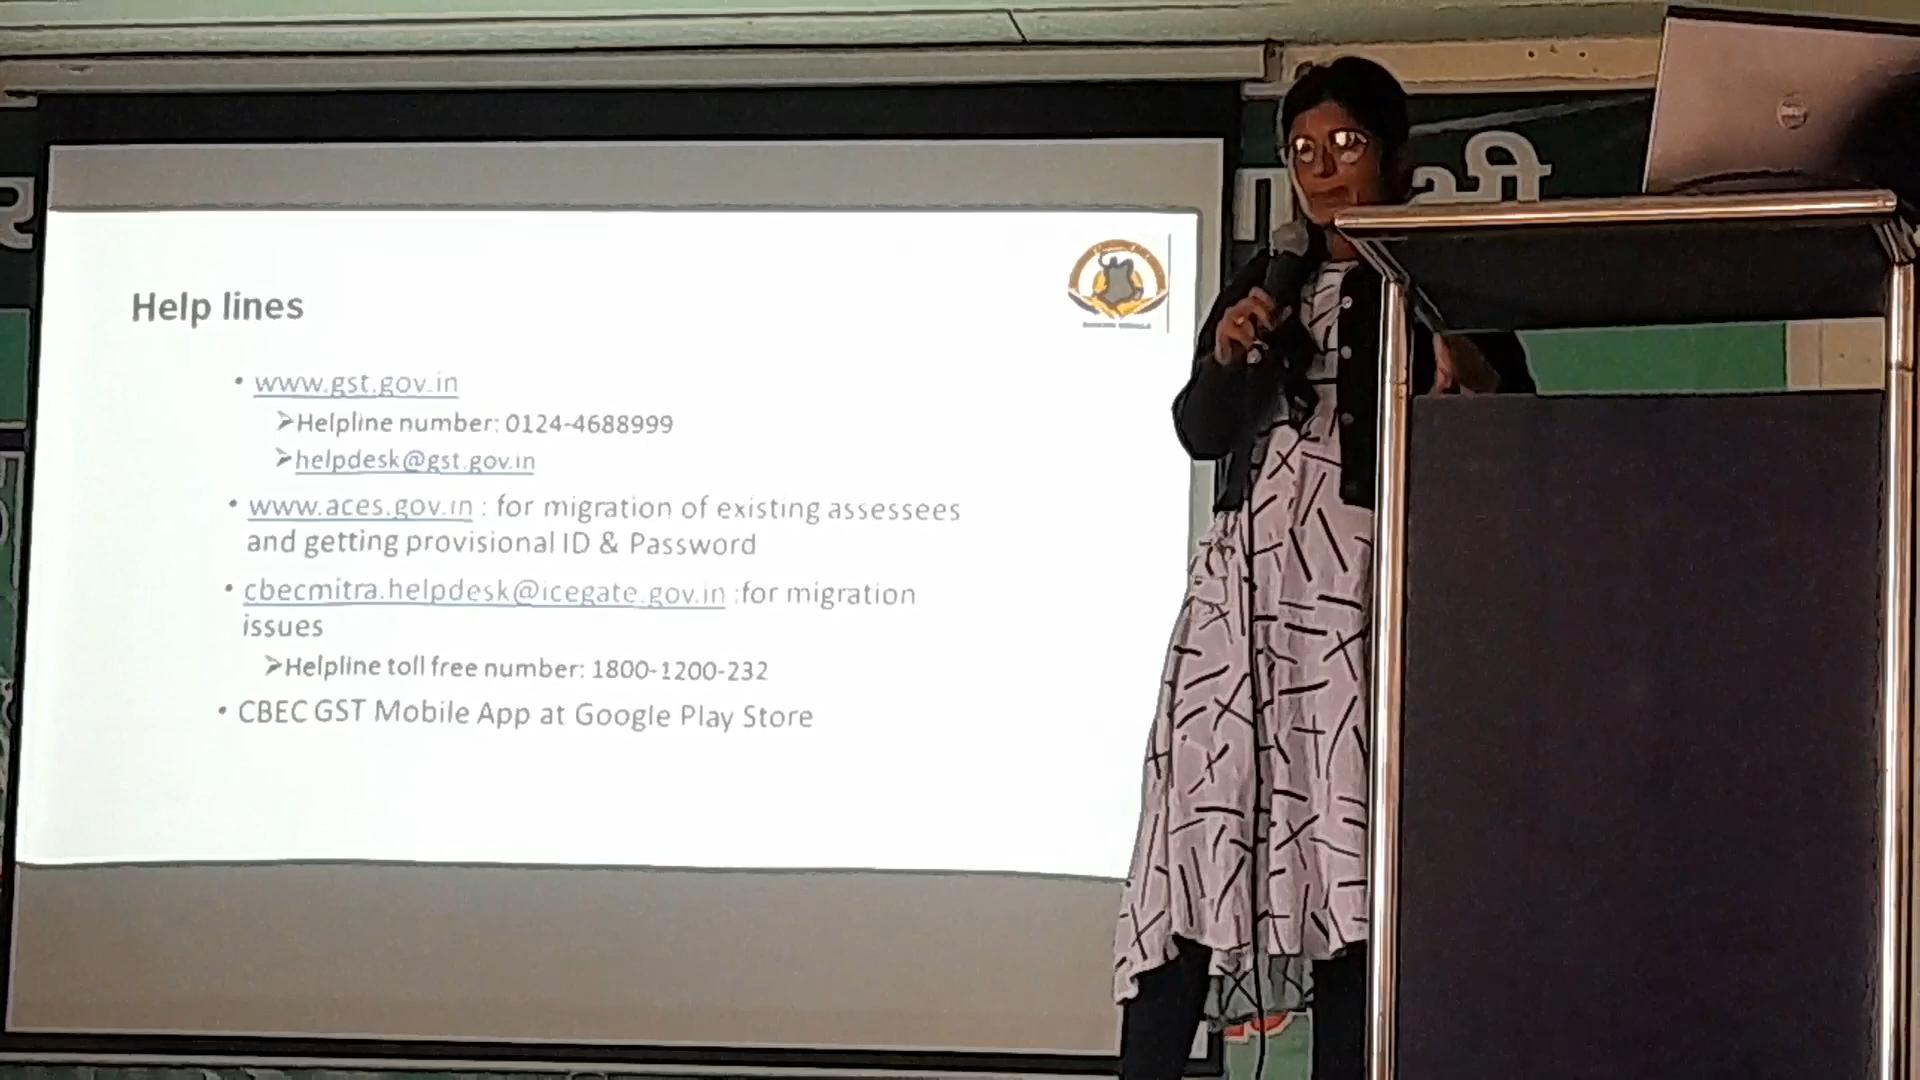 Help lines
• www.gst.gov.in
➢Helpline number: 0124-4688999
➢helpdesk@gst.gov.in
• www.aces.gov.in : for migration of existing assessees
and getting provisional ID & Password
• cbecmitra.helpdesk@icegate.gov.in :for migration
issues
➢Helpline toll free number: 1800-1200-232
• CBEC GST Mobile App at Google Play Store